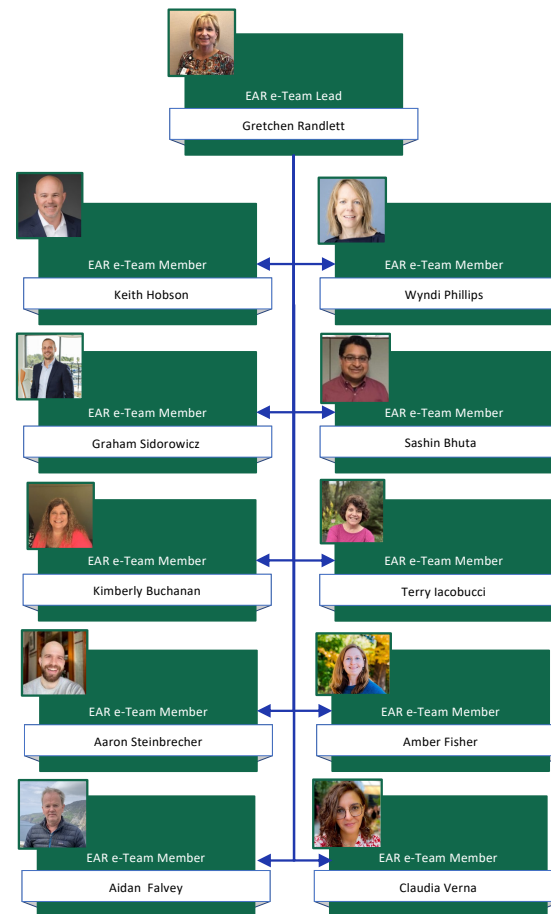 EAR e-Team Lead
Gretchen Randlett
EAR e-Team Member
Keith Hobson
EAR e-Team Member
Wyndi Phillips
EAR e-Team Member
Graham Sidorowicz
EAR e-Team Member
Sashin Bhuta
EAR e-Team Member
Kimberly Buchanan
EAR e-Team Member
Terry Iacobucci
EAR e-Team Member
Aaron Steinbrecher
EAR e-Team Member
Amber Fisher
EAR e-Team Member
Aidan Falvey
EAR e-Team Member
Claudia Verna